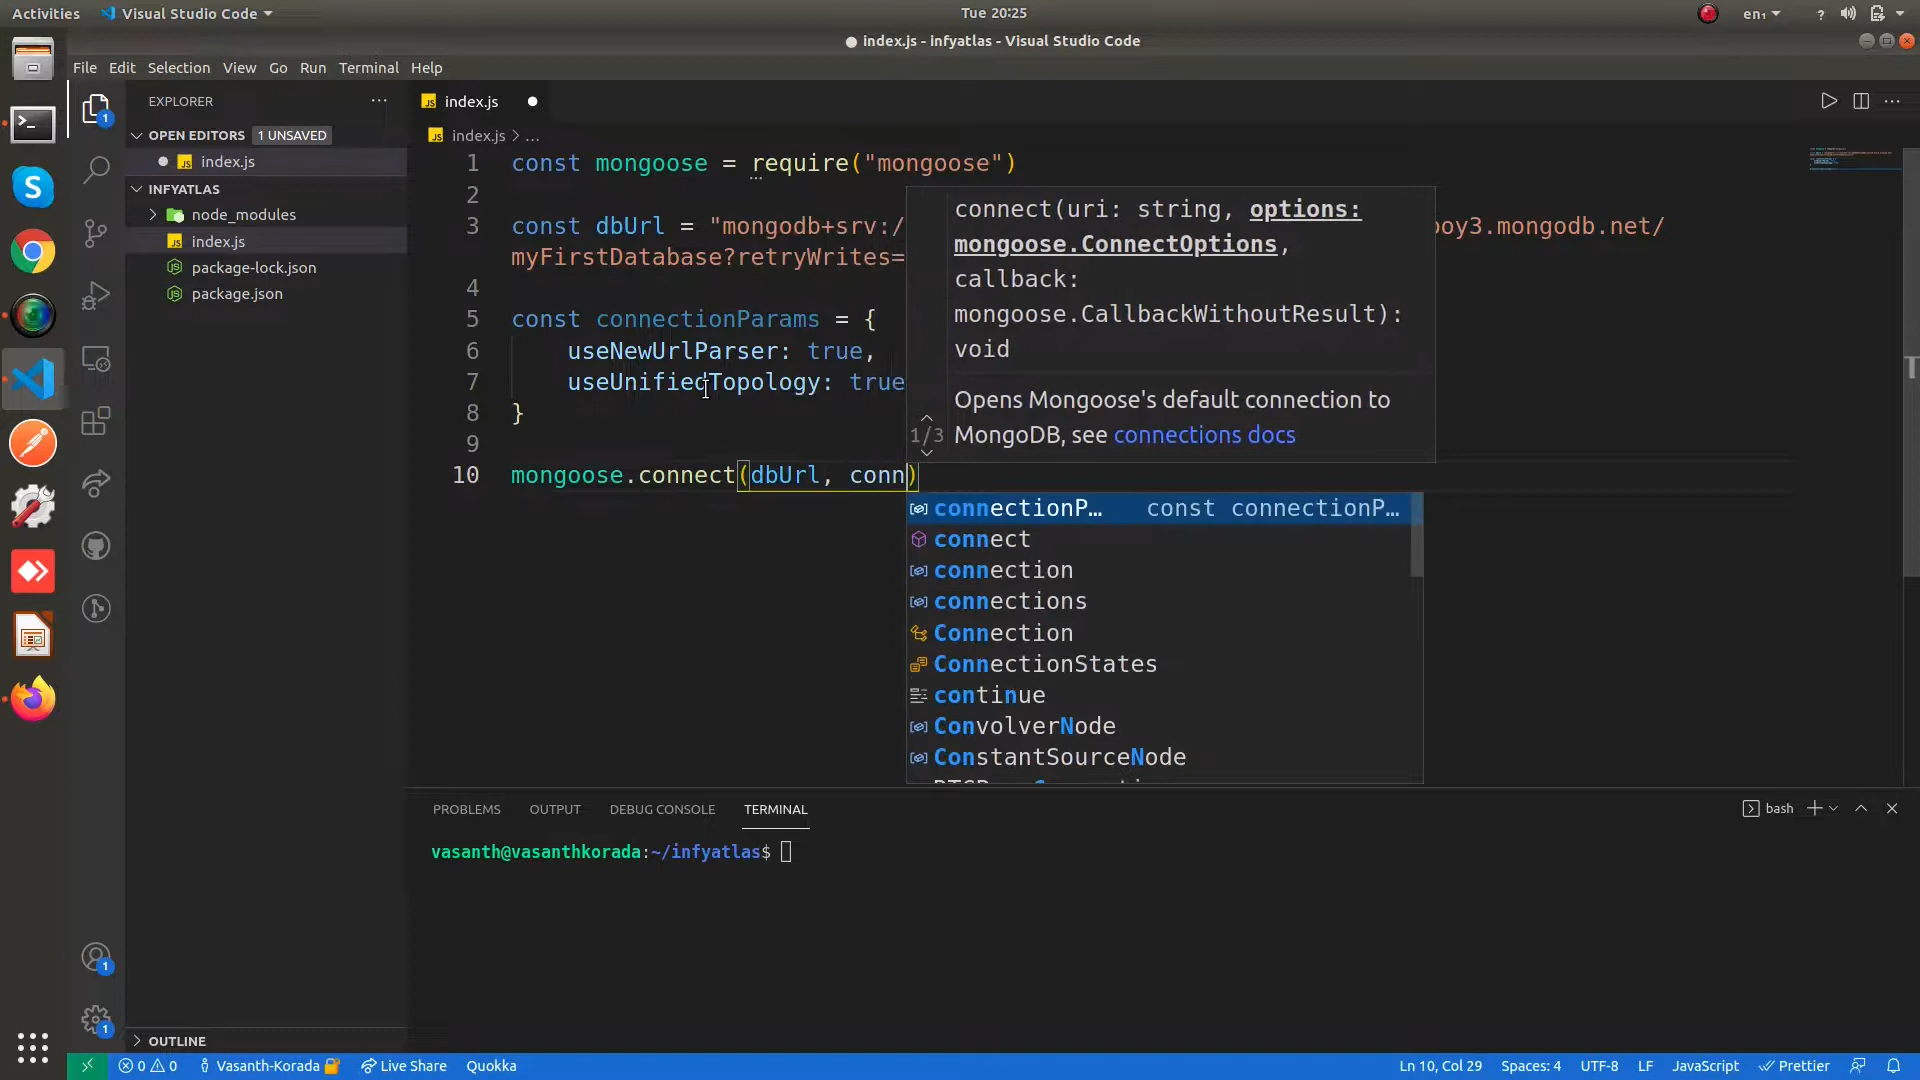 Activities Visual Studio Code Tue 20:25 en₁ ?
index.js - infyatlas - Visual Studio Code
File Edit Selection View Go Run Terminal Help
EXPLORER
OPEN EDITORS 1 UNSAVED
index.js
INFYATLAS
node_modules
index.js
package-lock.json
package.json
OUTLINE
index.js
index.js > ...
1 const mongoose = require("mongoose")
2
3 const dbUrl = "mongodb+srv:/ boy3.mongodb.net/
myFirstDatabase?retryWrites=
4
5 const connectionParams = {
6 useNewUrlParser: true,
7 useUnifiedTopology: true
8 }
9
10 mongoose.connect(dbUrl, conn)
connect(uri: string, options:
mongoose.ConnectOptions,
callback:
mongoose.CallbackWithoutResult):
void
1/3
Opens Mongoose's default connection to
MongoDB, see connections docs
connectionP… const connectionP…
connect
connection
connections
Connection
ConnectionStates
continue
ConvolverNode
ConstantSourceNode
PROBLEMS OUTPUT DEBUG CONSOLE TERMINAL bash
vasanth@vasanthkorada:~/infyatlas$
0 0 Vasanth-Korada Live Share Quokka Ln 10, Col 29 Spaces: 4 UTF-8 LF JavaScript Prettier